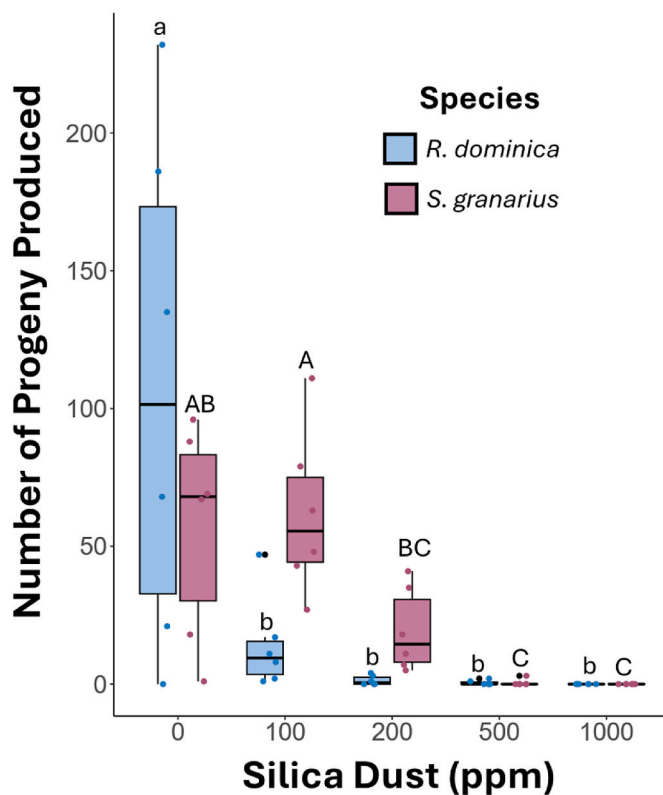 Number of Progeny Produced
200
150
100
50
0
a
AB
b
A
b
BC
b
C
b
C
Species
R. dominica
S. granarius
0
100
200
500
1000
Silica Dust (ppm)